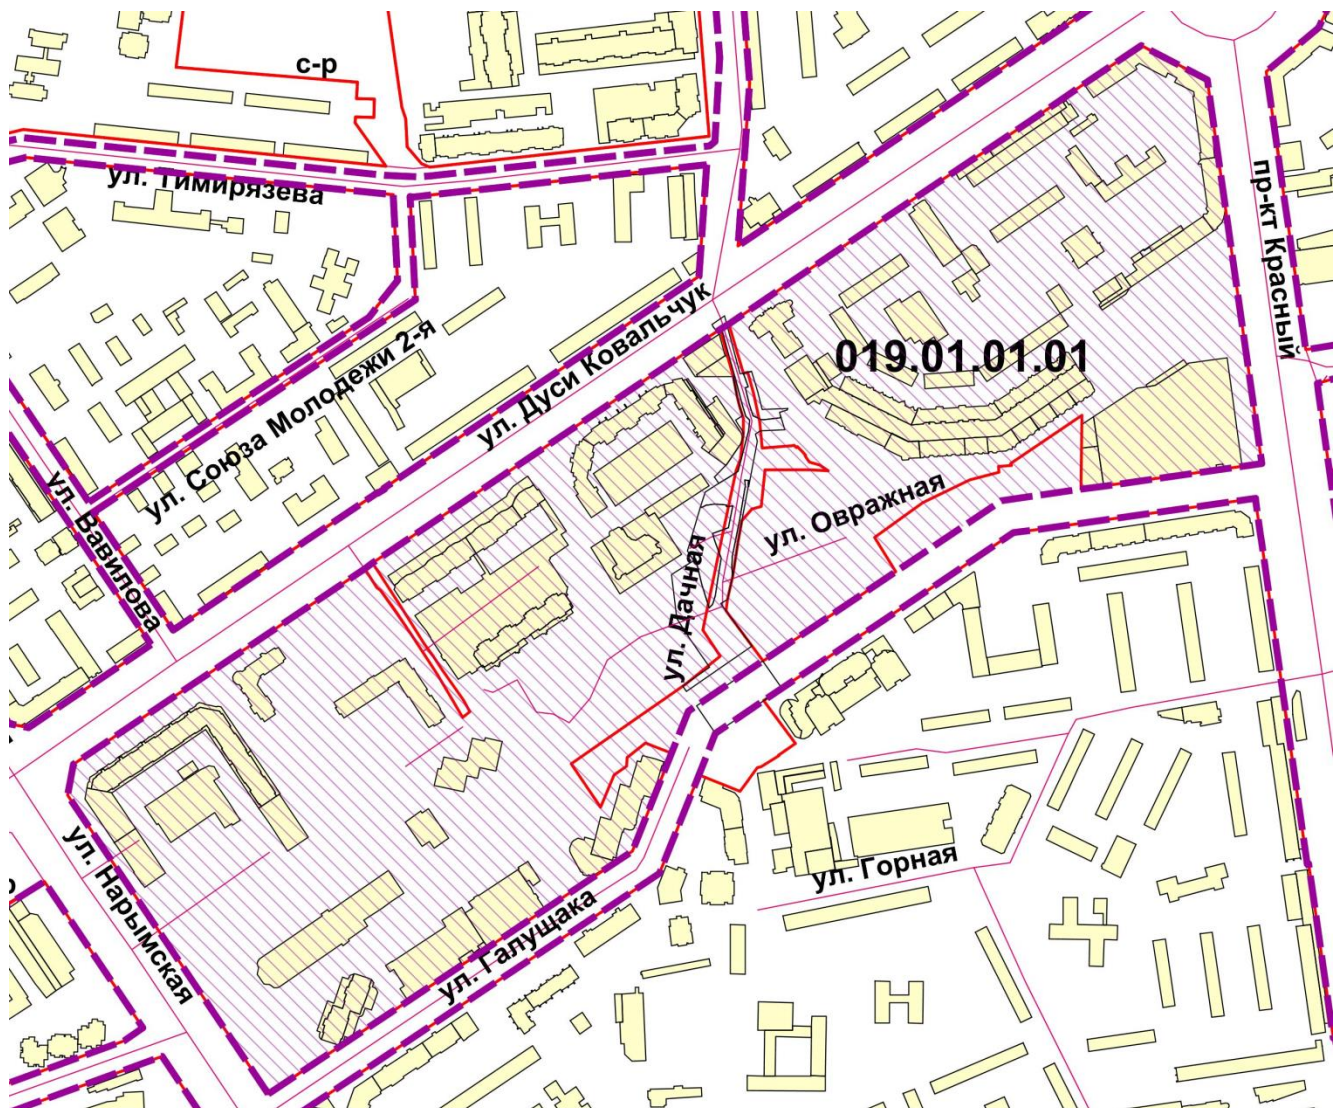 с-р
ул. Тимирязева
пр-кт Красный
ул. Дуси Ковальчук
ул. Союза Молодежи 2-я
019.01.01.01
ул. Вавилова
ул. Овражная
ул. Дачная
ул. Нарымская
ул. Горная
ул. Галущака